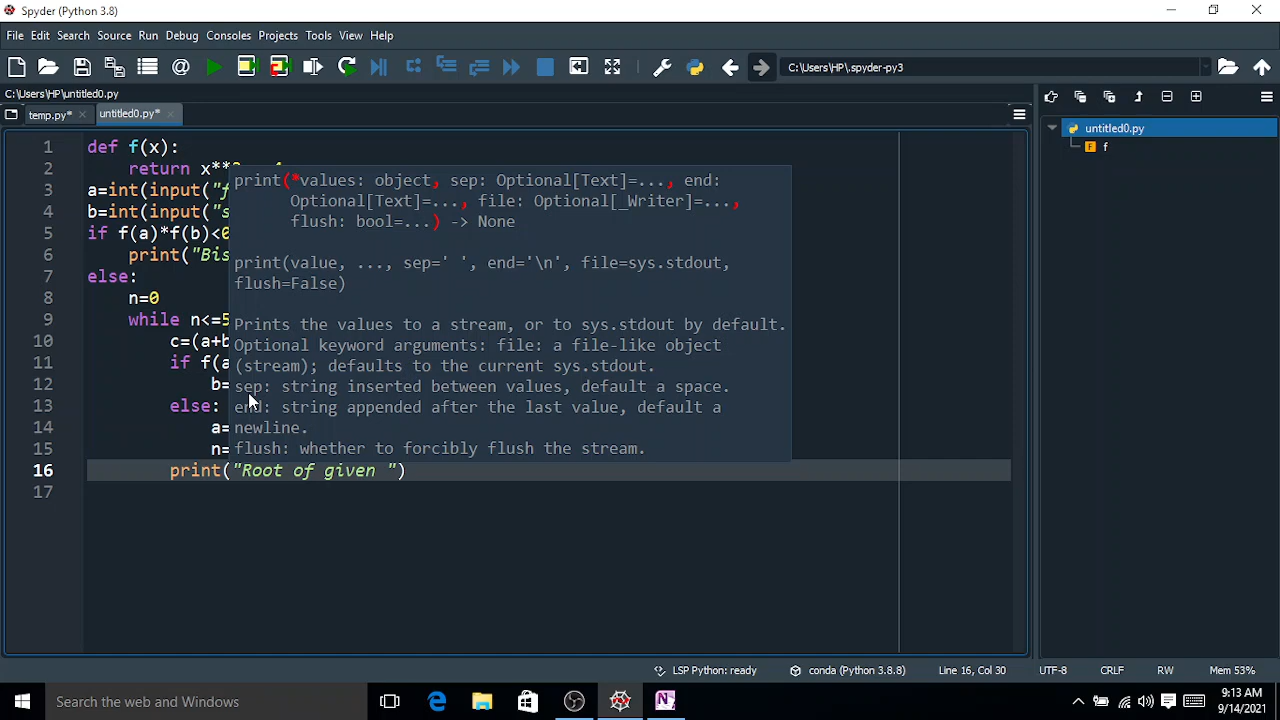 Spyder (Python 3.8)
File Edit Search Source Run Debug Consoles Projects Tools View Help
C:\Users\HP\.spyder-py3
C:\Users\HP\untitled0.py
temp.py* untitled0.py*
untitled0.py
f
1 def f(x):
2 return
3 a=int(input(
4 b=int(input("s
5 if f(a)*f(b)<0
6 print("Bis
7 else:
8 n=0
9 while n<=5
10 c=(a+b
11 if f(a
12 b=
13 else:
14 a=
15 n=
16 print("Root of given ")
17
print(*values: object, sep: Optional[Text]=..., end:
Optional[Text]=..., file: Optional[_Writer]=...,
flush: bool=...) -> None
print(value, ..., sep=' ', end='\n', file=sys.stdout,
flush=False)
Prints the values to a stream, or to sys.stdout by default.
Optional keyword arguments: file: a file-like object
(stream); defaults to the current sys.stdout.
sep: string inserted between values, default a space.
end: string appended after the last value, default a
newline.
flush: whether to forcibly flush the stream.
LSP Python: ready conda (Python 3.8.8) Line 16, Col 30 UTF-8 CRLF RW Mem 53%
Search the web and Windows
9:13 AM
9/14/2021